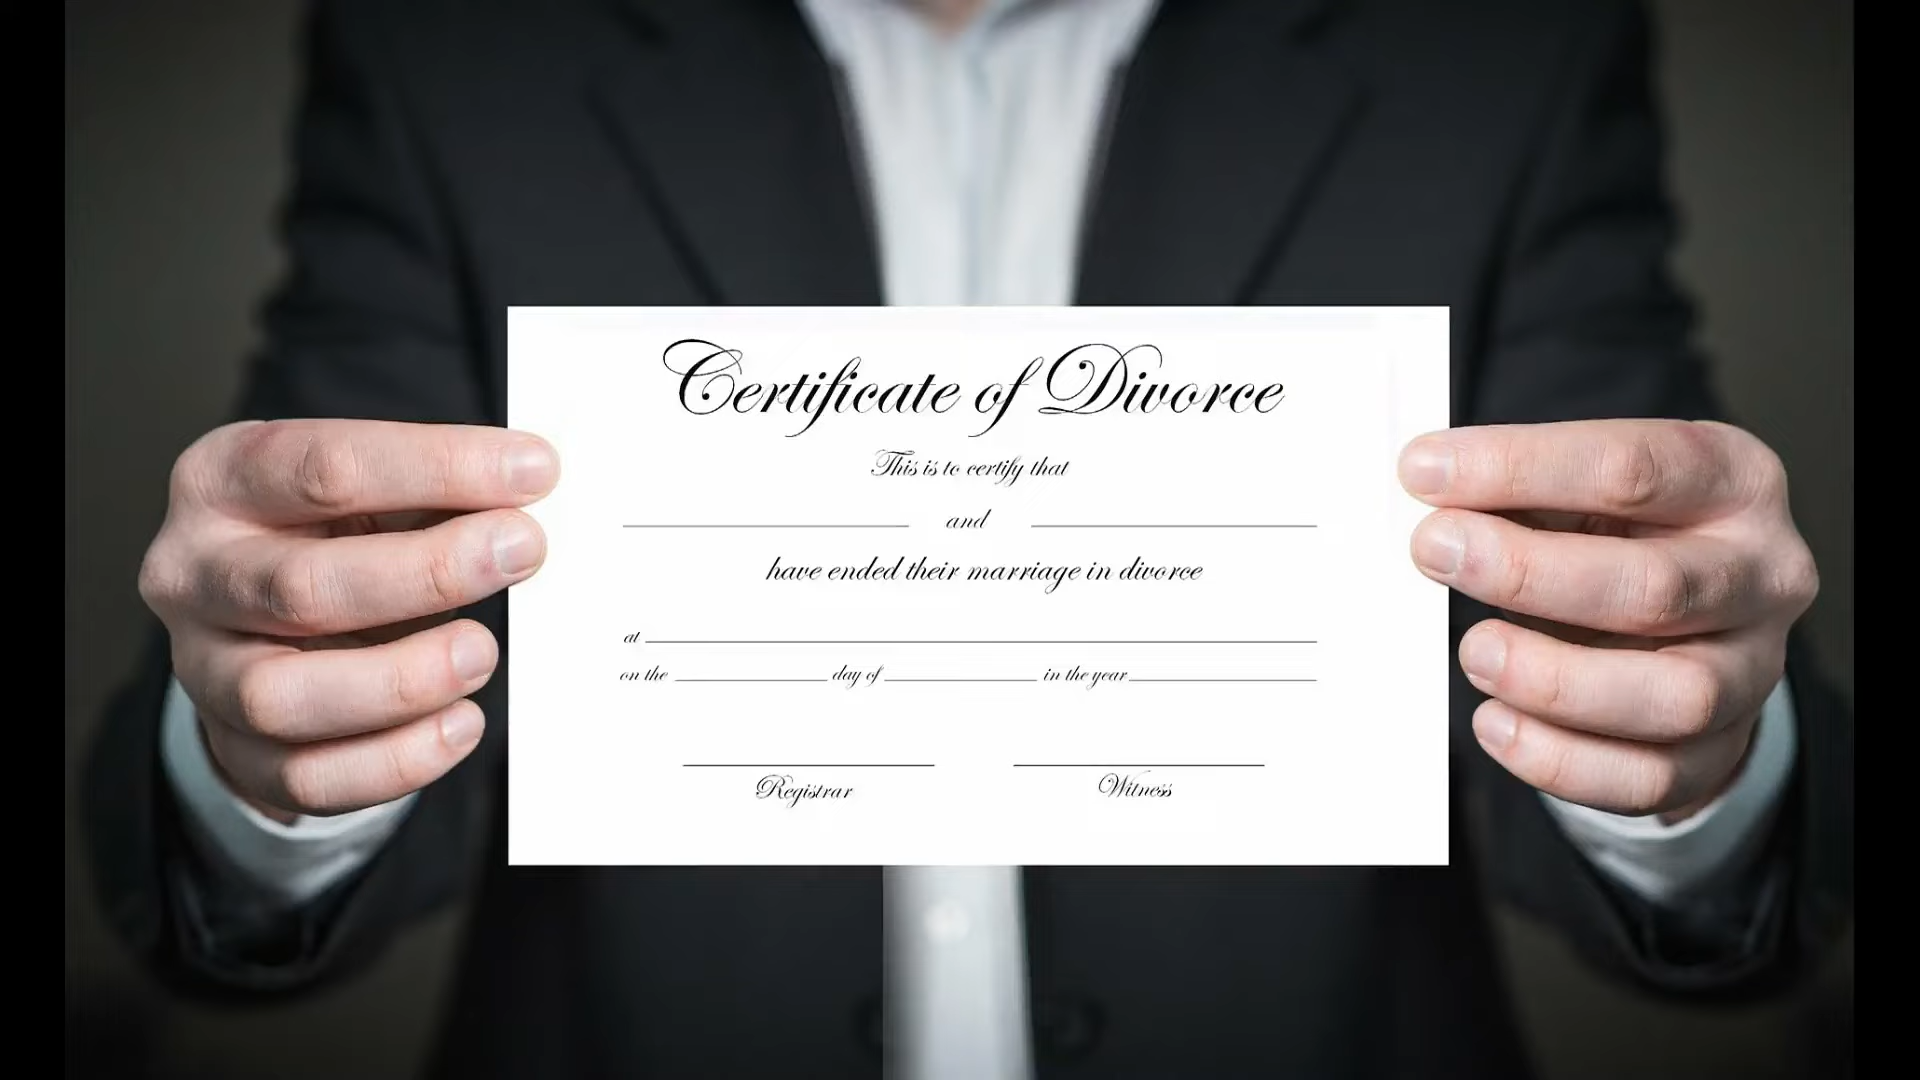 Certificate of Divorce
This is to certify that
and
have ended their marriage in divorce
at
on the day of in the year
Registrar Witness